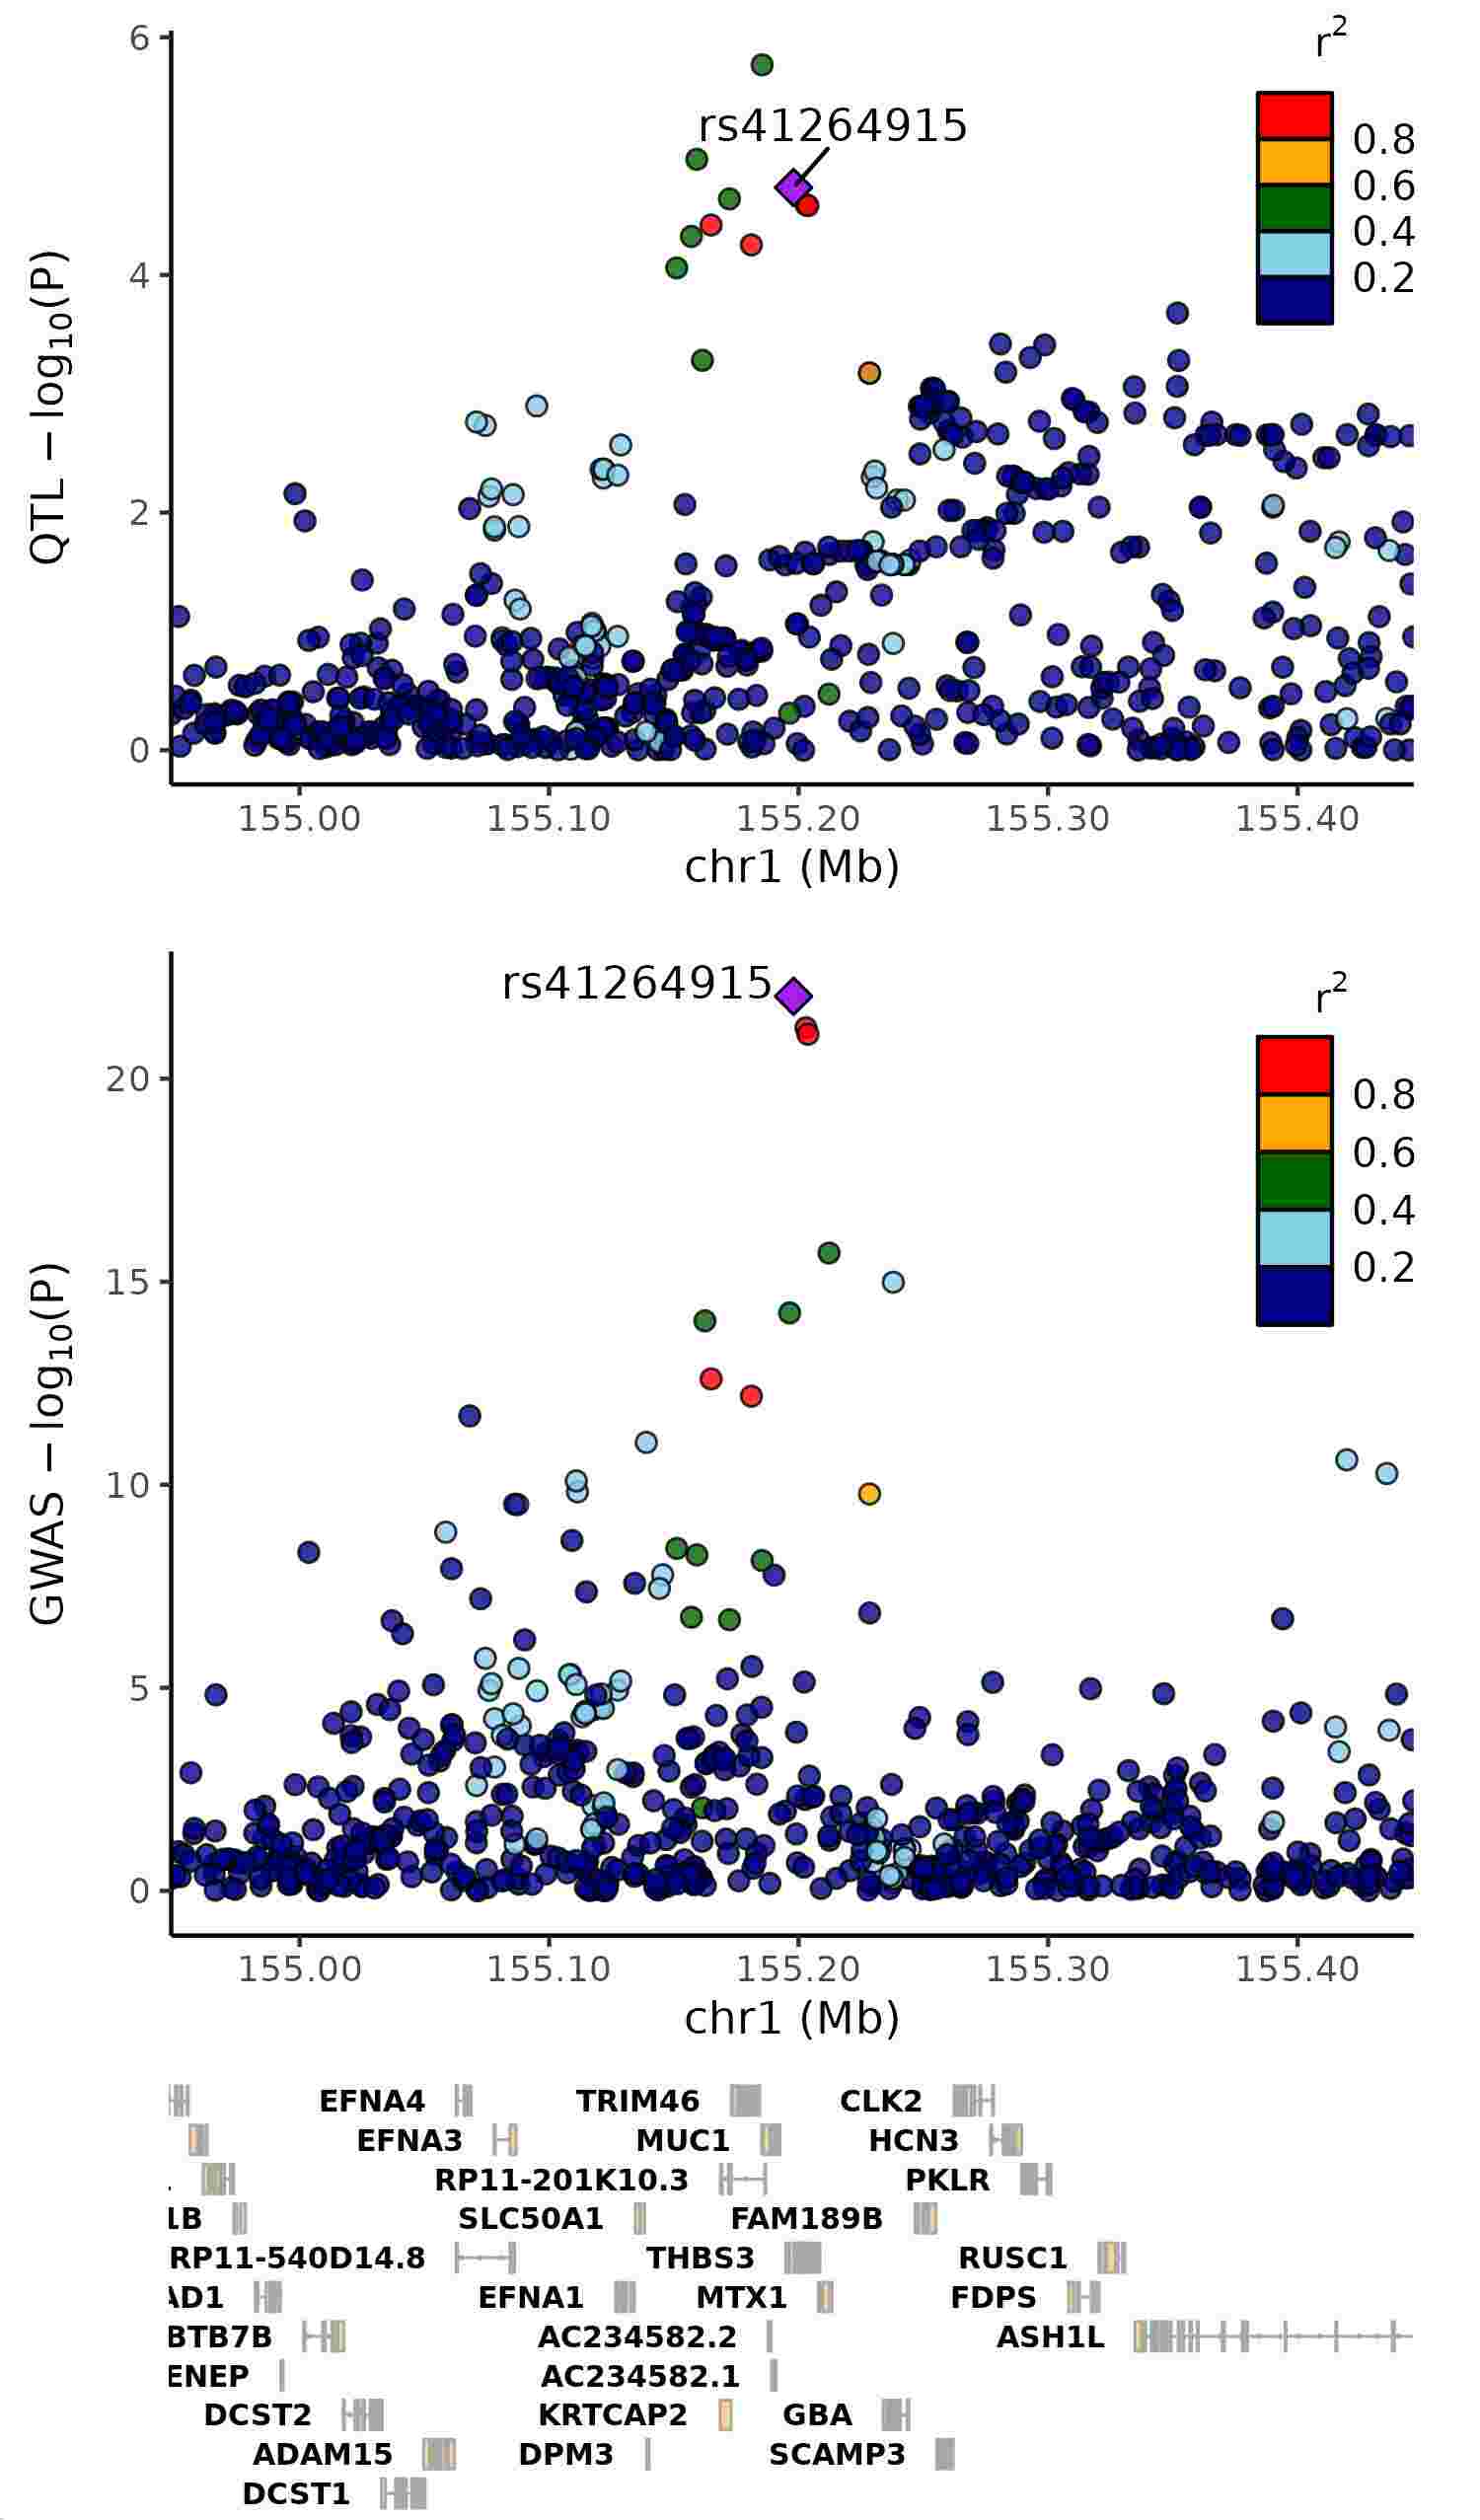 6
r²
rs41264915
0.8
0.6
0.4
4
0.2
QTL −log₁₀(P)
2
0
155.00 155.10 155.20 155.30 155.40
chr1 (Mb)
rs41264915
r²
20
0.8
0.6
0.4
15
0.2
GWAS −log₁₀(P)
10
5
0
155.00 155.10 155.20 155.30 155.40
chr1 (Mb)
EFNA4 TRIM46 CLK2
EFNA3 MUC1 HCN3
RP11-201K10.3 PKLR
LB SLC50A1 FAM189B
RP11-540D14.8 THBS3 RUSC1
AD1 EFNA1 MTX1 FDPS
BTB7B AC234582.2 ASH1L
ENEP AC234582.1
DCST2 KRTCAP2 GBA
ADAM15 DPM3 SCAMP3
DCST1